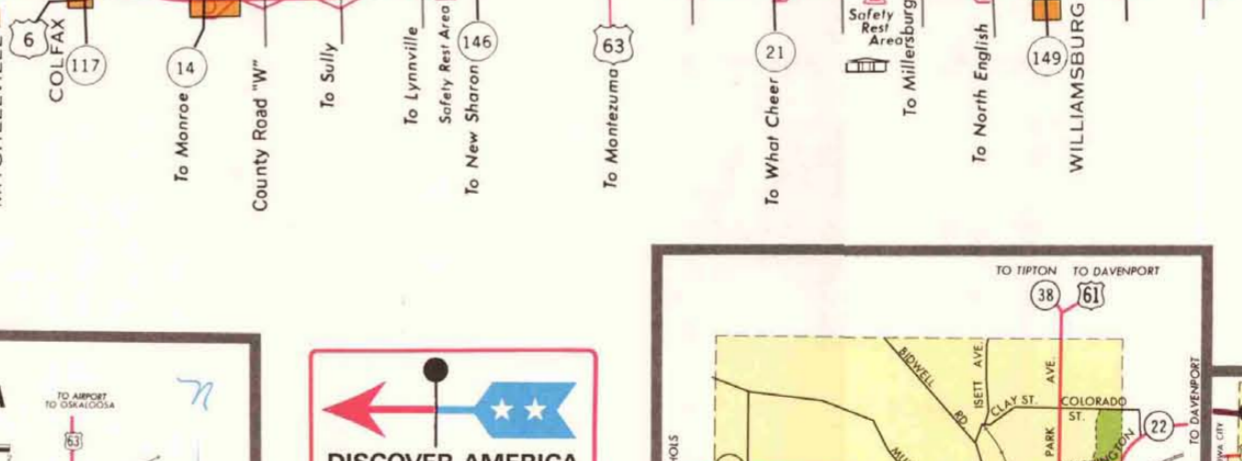 6
COLFAX
117
14
To Monroe
County Road "W"
To Sully
To Lynnville
Safety Rest Area
146
To New Sharon
63
To Montezuma
21
To What Cheer
Safety
Rest
Area
To Millersburg
To North English
149
WILLIAMSBURG
TO AIRPORT
TO OSKALOOSA
63
n
DISCOVER AMERICA
TO TIPTON TO DAVENPORT
38 61
BIDWELL
RD
ISETT AVE.
CLAY ST.
PARK AVE.
COLORADO
ST.
22
TO DAVENPORT